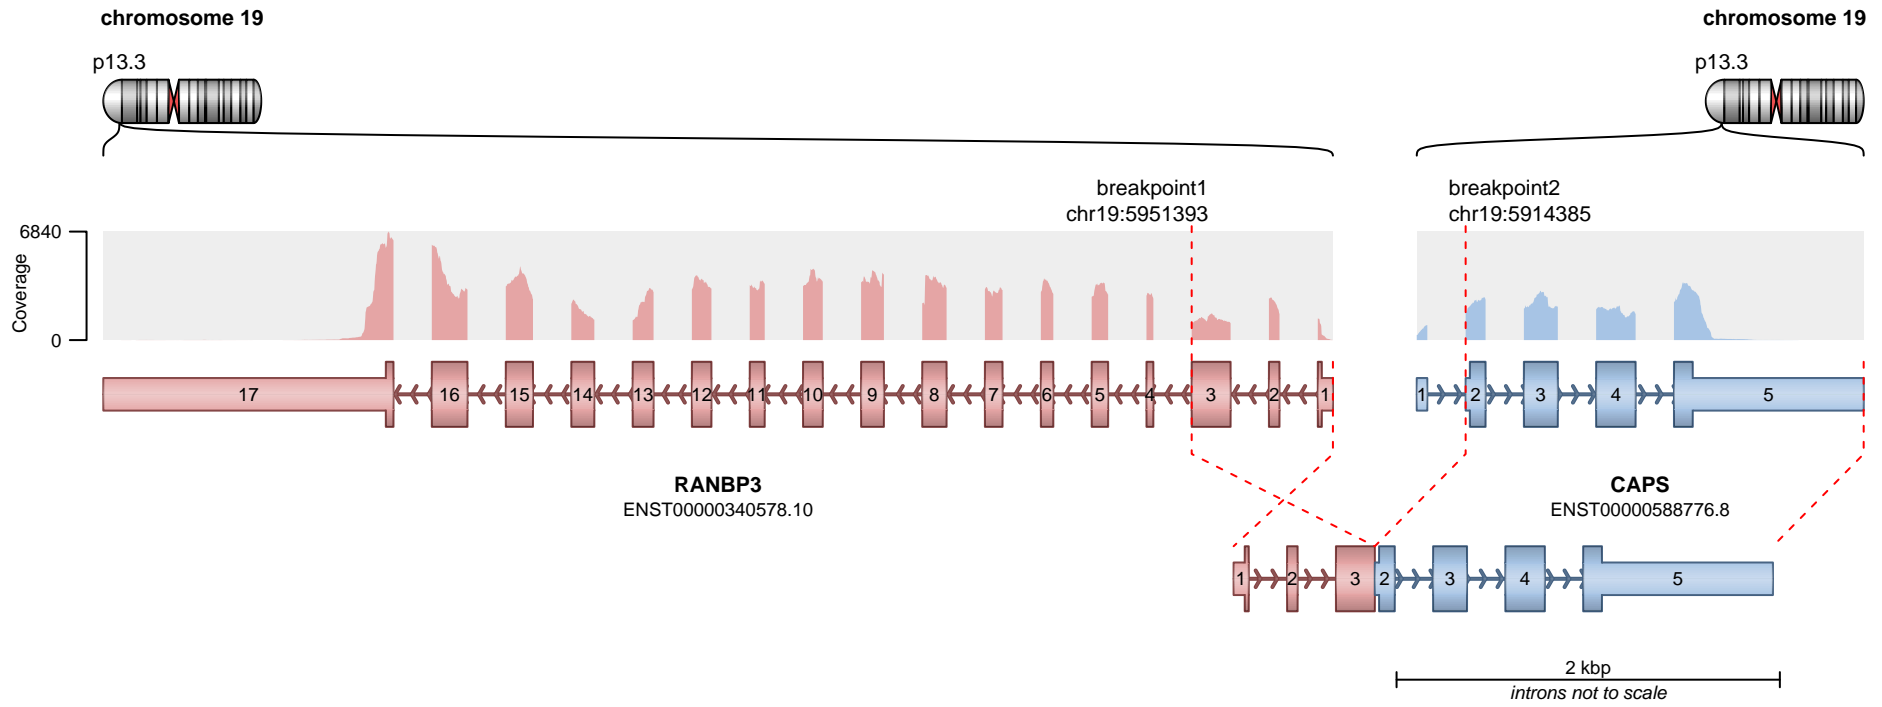 chromosome 19
chromosome 19
p13.3
p13.3
breakpoint1
chr19:5951393
breakpoint2
chr19:5914385
6840
Coverage
0
17 16 15 14 13 12 11 10 9 8 7 6 5 4 3 2 1
1 2 3 4 5
RANBP3
ENST00000340578.10
CAPS
ENST00000588776.8
1 2 3 2 3 4 5
2 kbp
introns not to scale